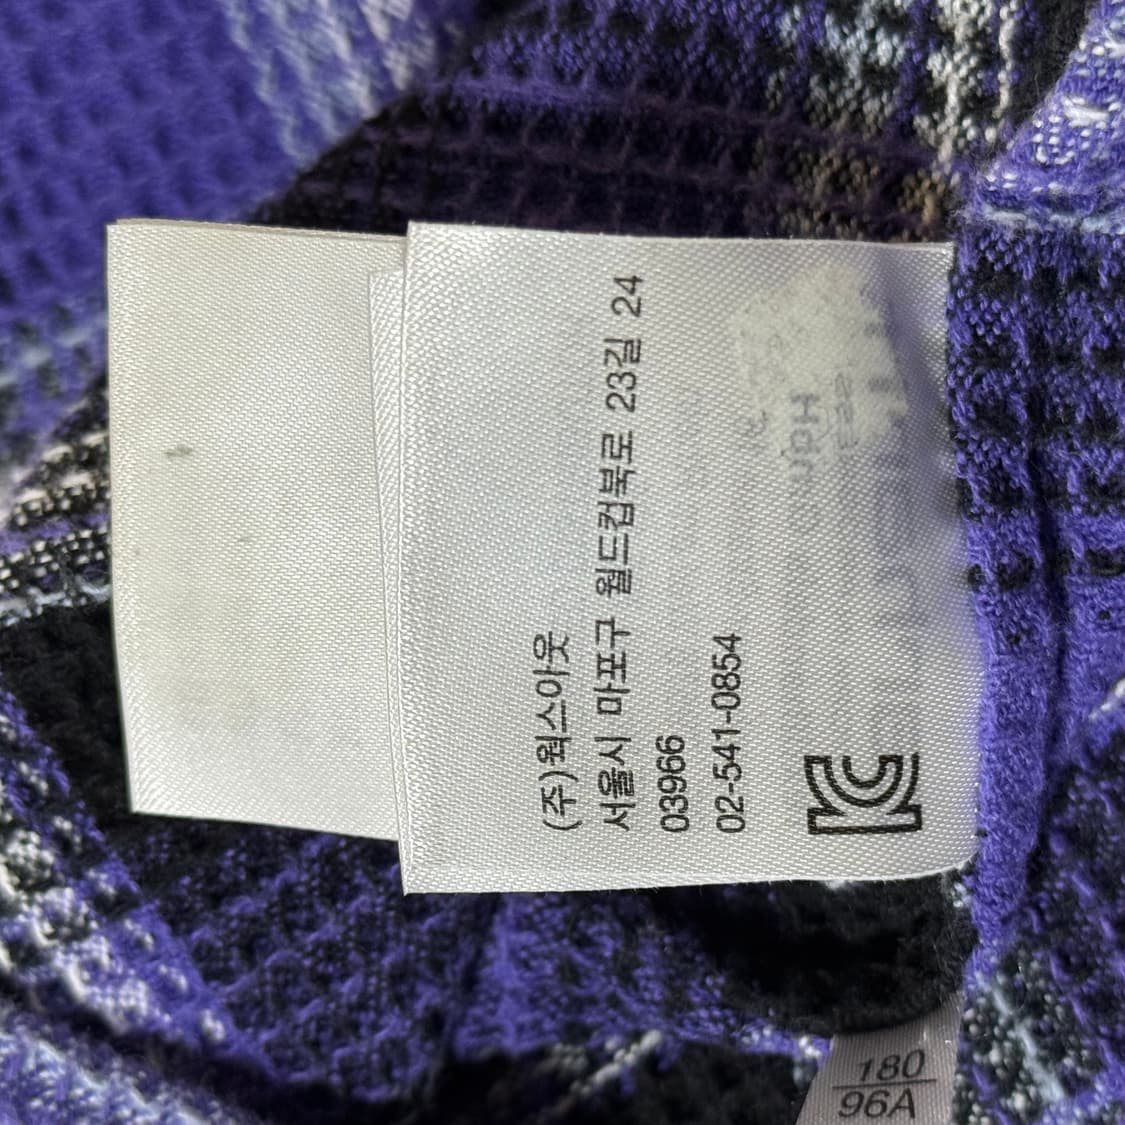 (주)웍스아웃
서울시 마포구 월드컵북로 23길 24
03966
02-541-0854
180
96A